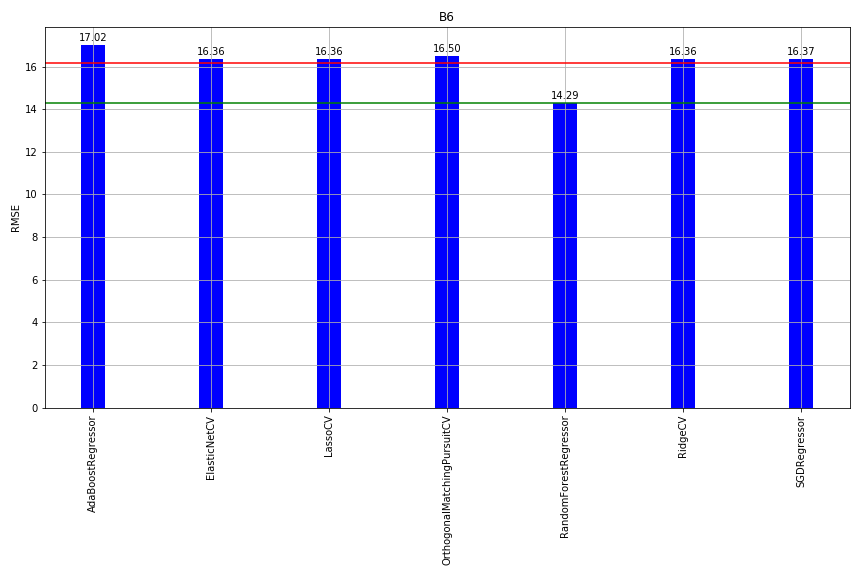 B6
17.02
16.36
16.36
16.50
14.29
16.36
16.37
RMSE
16
14
12
10
8
6
4
2
0
AdaBoostRegressor
ElasticNetCV
LassoCV
OrthogonalMatchingPursuitCV
RandomForestRegressor
RidgeCV
SGDRegressor